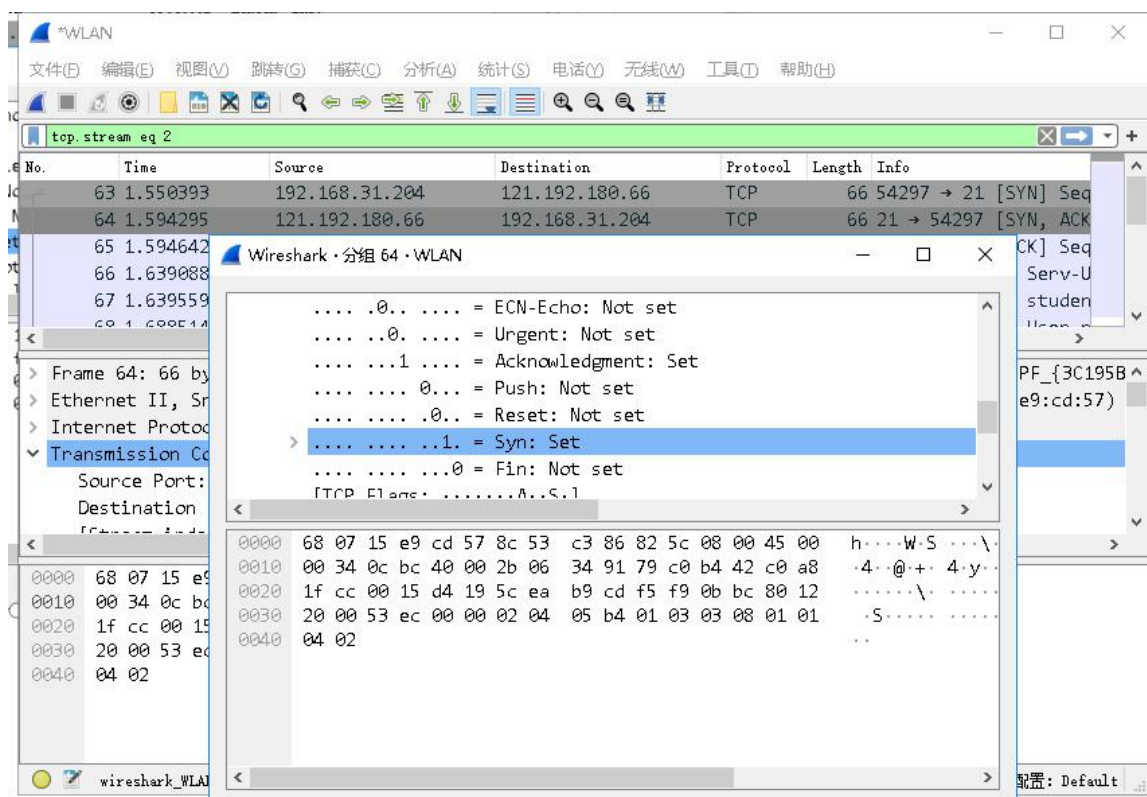 *WLAN
文件(F) 编辑(E) 视图(V) 跳转(G) 捕获(C) 分析(A) 统计(S) 电话(Y) 无线(W) 工具(T) 帮助(H)
tcp.stream eq 2
No. Time Source Destination Protocol Length Info
63 1.550393 192.168.31.204 121.192.180.66 TCP 66 54297 → 21 [SYN] Seq
64 1.594295 121.192.180.66 192.168.31.204 TCP 66 21 → 54297 [SYN, ACK
65 1.594642 CK] Seq
66 1.639088 Serv-U
67 1.639559 studen
Wireshark · 分组 64 · WLAN
.... .0.. .... = ECN-Echo: Not set
.... ..0. .... = Urgent: Not set
.... ...1 .... = Acknowledgment: Set
.... .... 0... = Push: Not set
.... .... .0.. = Reset: Not set
.... .... ..1. = Syn: Set
.... .... ...0 = Fin: Not set
[TCP Flags: ·······A··S·]
0000 68 07 15 e9 cd 57 8c 53 c3 86 82 5c 08 00 45 00 h····W·S ···\··E·
0010 00 34 0c bc 40 00 2b 06 34 91 79 c0 b4 42 c0 a8 ·4··@·+· 4·y··
0020 1f cc 00 15 d4 19 5c ea b9 cd f5 f9 0b bc 80 12 ······\· ······
0030 20 00 53 ec 00 00 02 04 05 b4 01 03 03 08 01 01 ·S····· ·····
0040 04 02 ··
Frame 64: 66 by PF_{3C195B
Ethernet II, Sr e9:cd:57)
Internet Protoc
Transmission Co
Source Port:
Destination
0000 68 07 15 e9
0010 00 34 0c bc
0020 1f cc 00 15
0030 20 00 53 ec
0040 04 02
wireshark_WLA 配置: Default